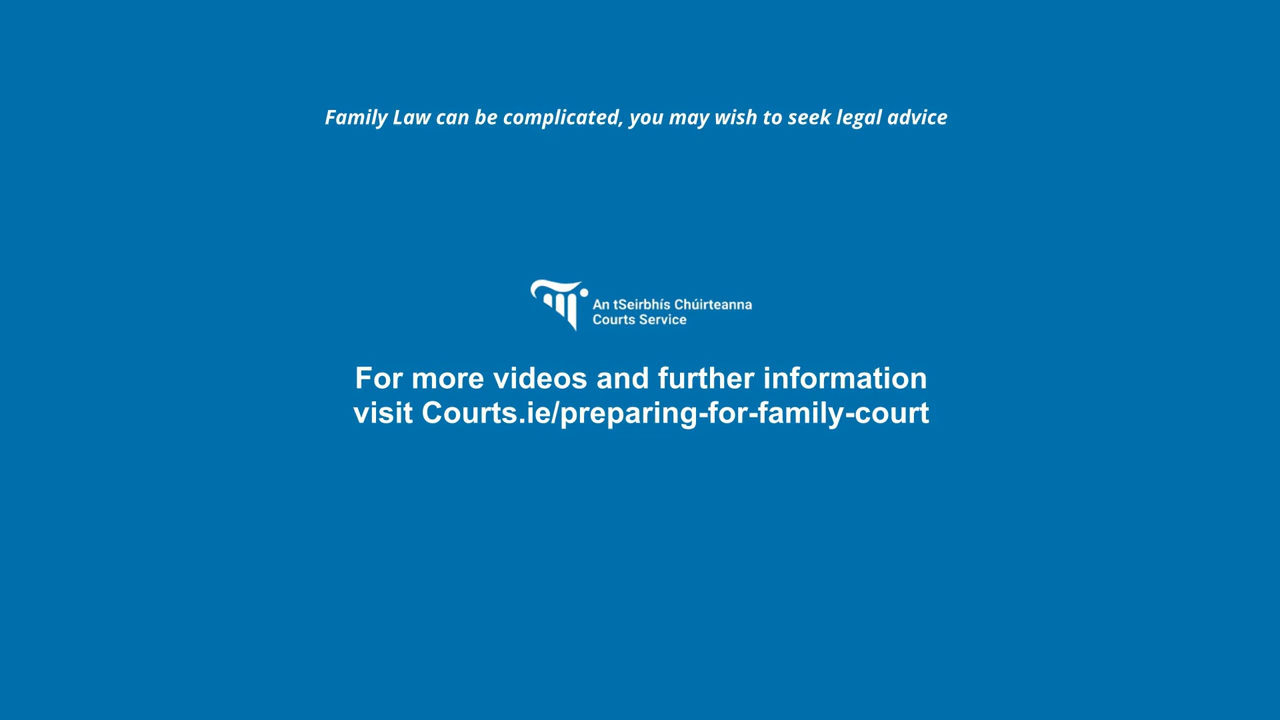 Family Law can be complicated, you may wish to seek legal advice
An tSeirbhís Chúirteanna
Courts Service
For more videos and further information
visit Courts.ie/preparing-for-family-court